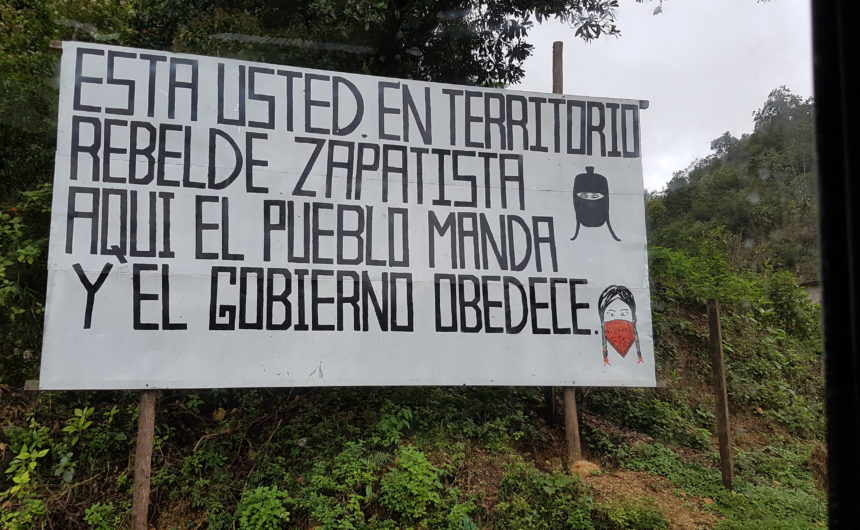 ESTA USTED. EN TERRITORIO
REBELDE ZAPATISTA
AQUI EL PUEBLO MANDA
Y EL GOBIERNO OBEDECE.